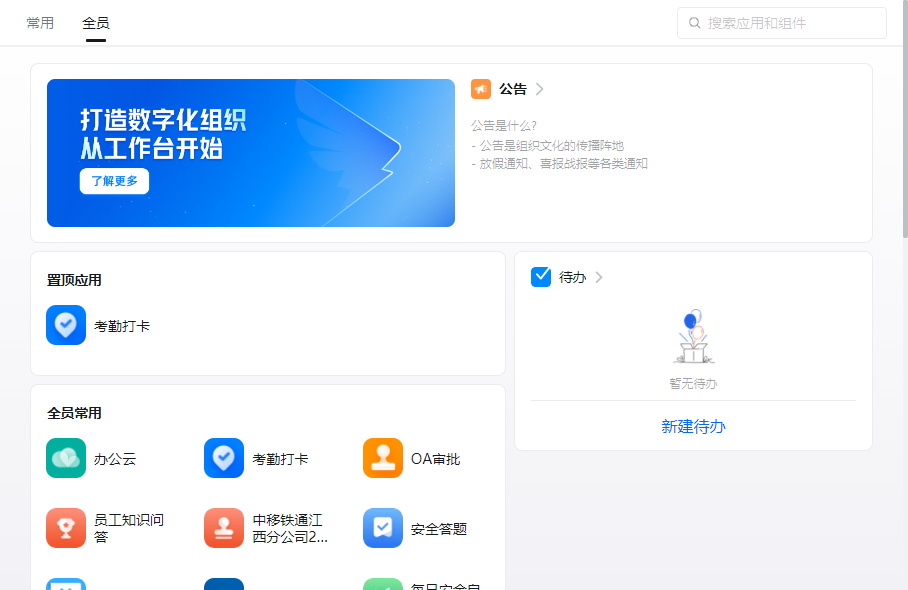 常用
全员
搜索应用和组件
打造数字化组织
从工作台开始
了解更多
公告
公告是什么?
- 公告是组织文化的传播阵地
- 放假通知、喜报战报等各类通知
置顶应用
考勤打卡
待办
暂无待办
新建待办
全员常用
办公云
考勤打卡
OA审批
员工知识问
答
中移铁通江
西分公司2...
安全答题
每日安全自